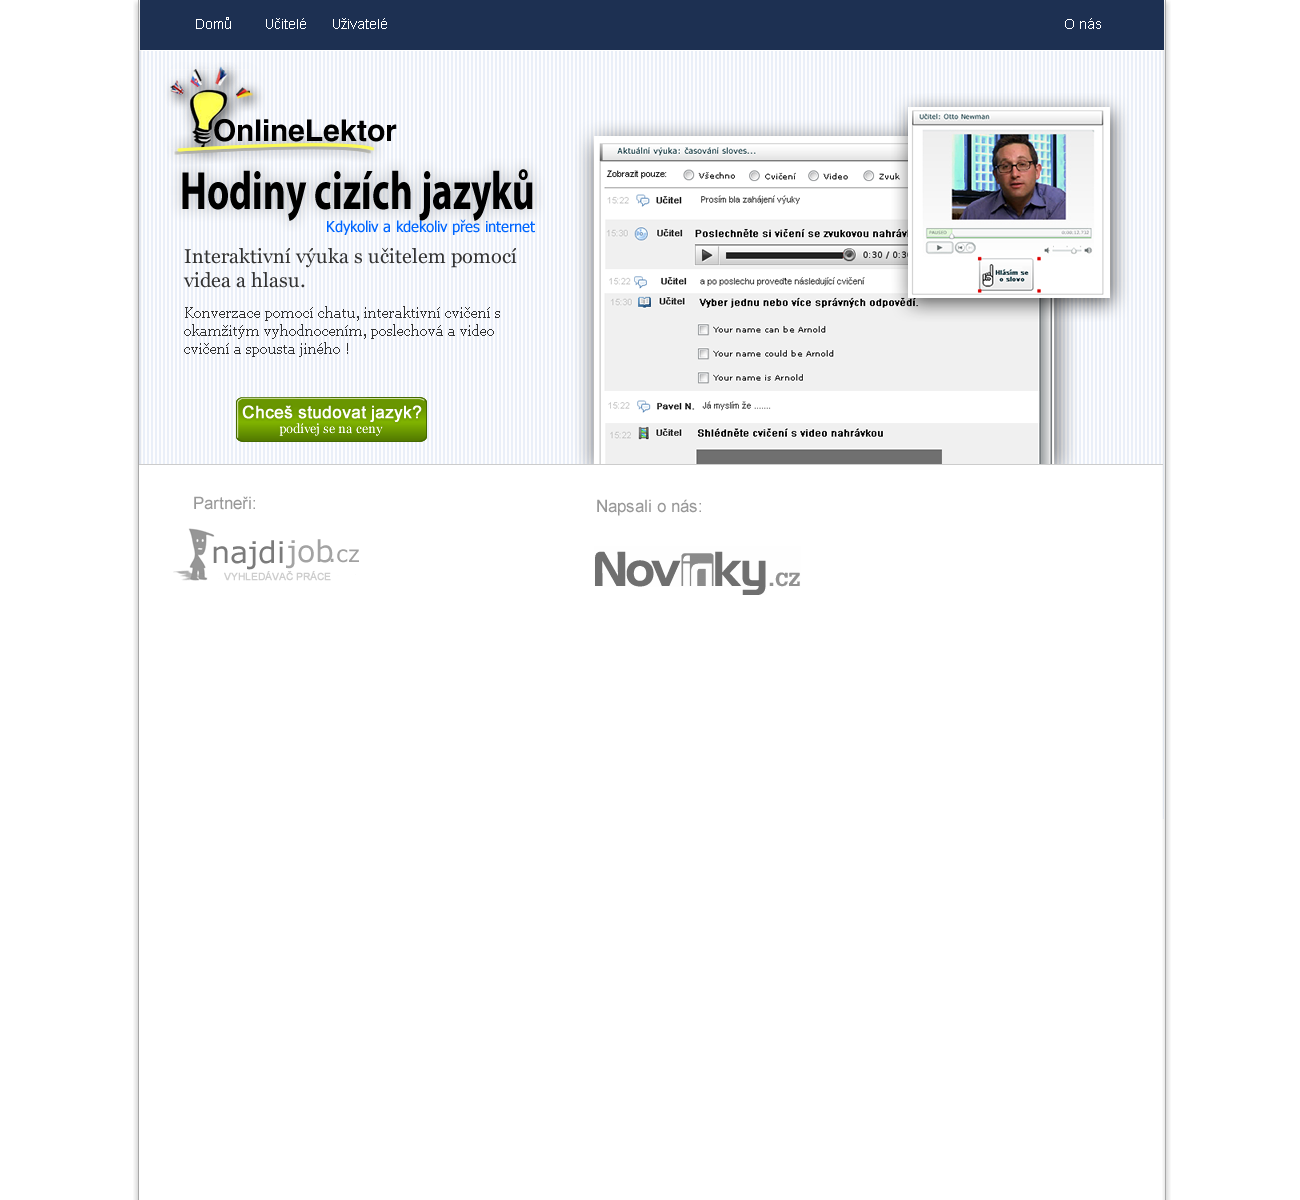 Domů Učitelé Uživatelé O nás
OnlineLektor
Hodiny cizích jazyků
Kdykoliv a kdekoliv přes internet
Interaktivní výuka s učitelem pomocí
videa a hlasu.
Konverzace pomocí chatu, interaktivní cvičení s
okamžitým vyhodnocením, poslechová a video
cvičení a spousta jiného !
Chceš studovat jazyk?
podívej se na ceny
Aktuální výuka: časování sloves...
Zobrazit pouze: Všechno Cvičení Video Zvuk
15:22 Učitel Prosím bla zahájení výuky
15:30 Učitel Poslechněte si vičení se zvukovou nahráv
0:30 / 0:30
15:22 Učitel a po poslechu proveďte následující cvičení
15:30 Učitel Vyber jednu nebo více správných odpovědí.
Your name can be Arnold
Your name could be Arnold
Your name is Arnold
15:22 Pavel N. Já myslím že .......
15:22 Učitel Shlédněte cvičení s video nahrávkou
Učitel: Otto Newman
PAUSED
Hlásím se
o slovo
Partneři:
najdijob.cz
VYHLEDÁVAČ PRÁCE
Napsali o nás:
Novinky.cz